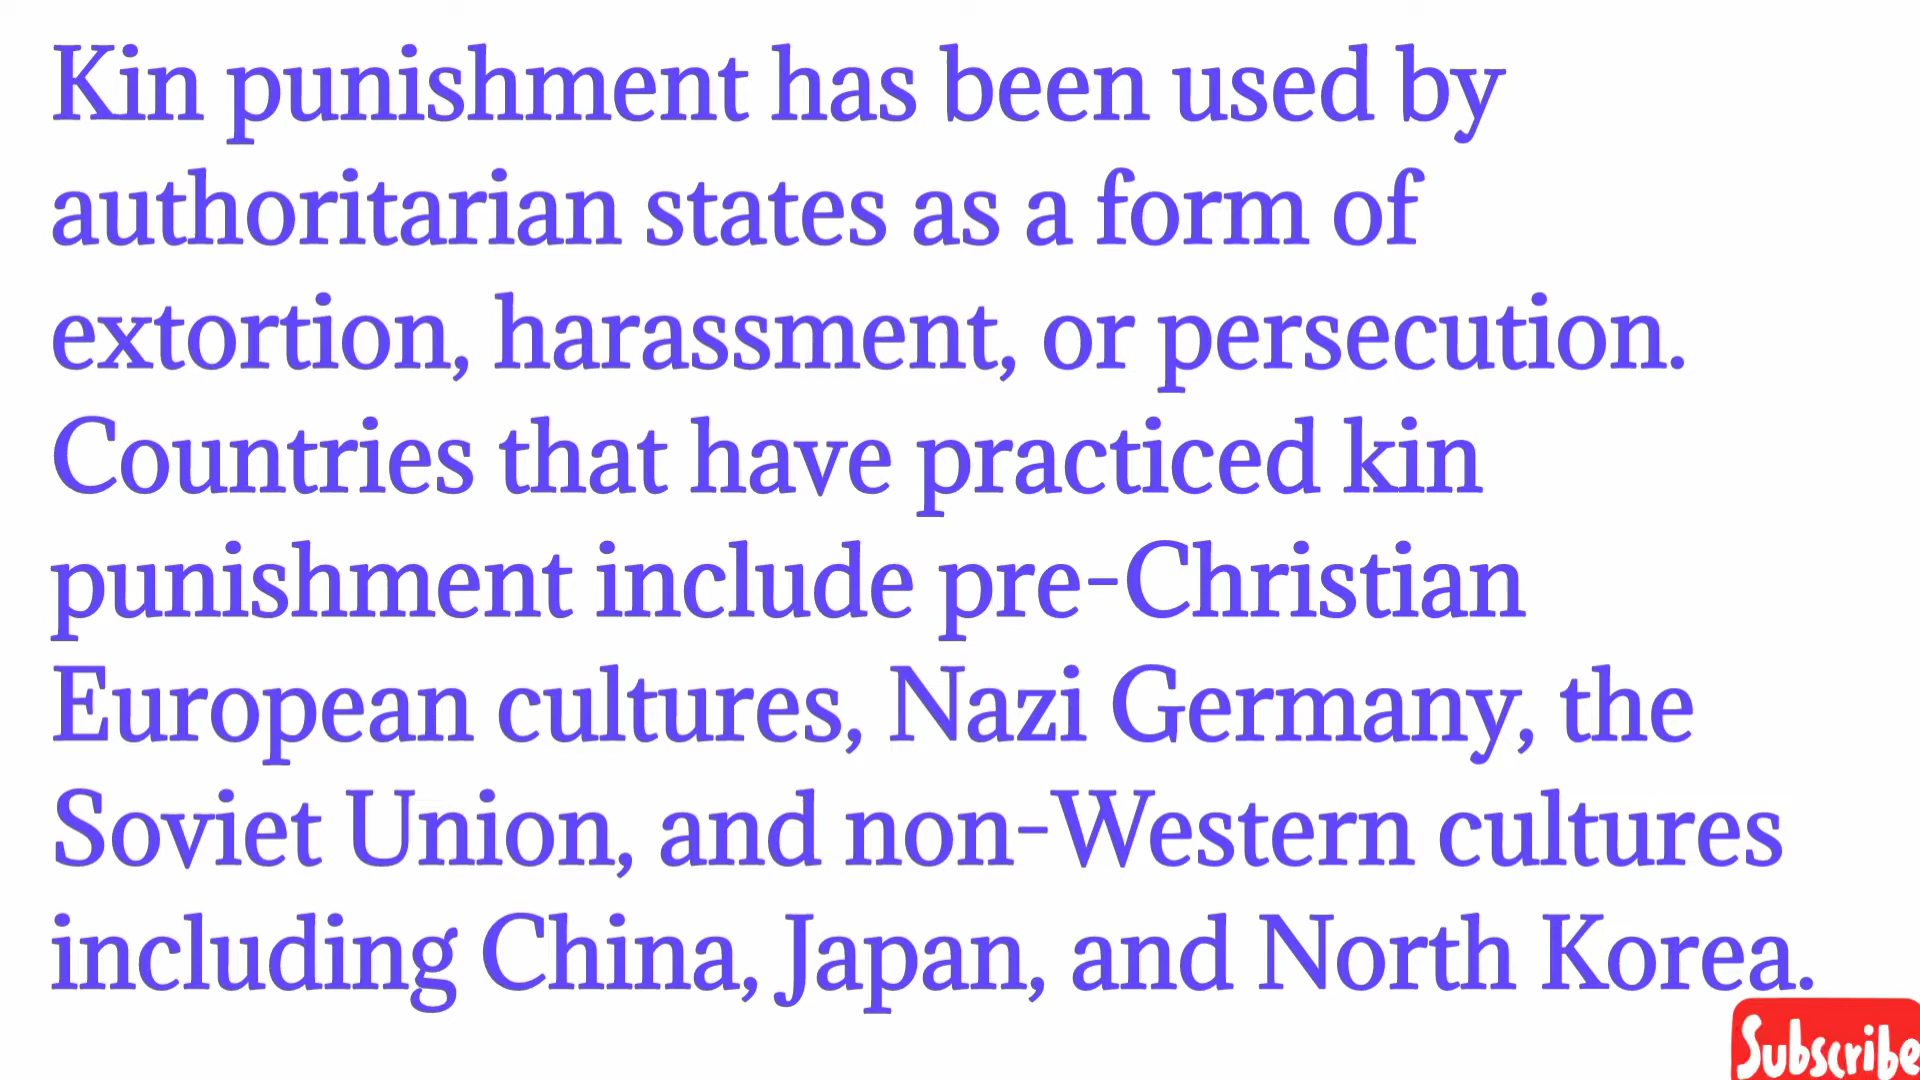 Kin punishment has been used by
authoritarian states as a form of
extortion, harassment, or persecution.
Countries that have practiced kin
punishment include pre-Christian
European cultures, Nazi Germany, the
Soviet Union, and non-Western cultures
including China, Japan, and North Korea.
Subscribe